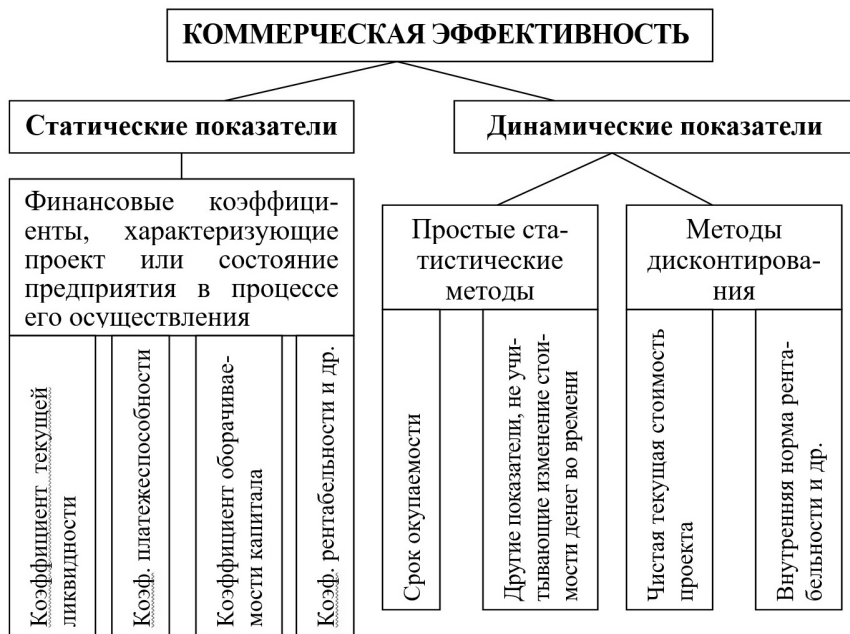 КОММЕРЧЕСКАЯ ЭФФЕКТИВНОСТЬ
Статические показатели
Динамические показатели
Финансовые коэффици-
енты, характеризующие
проект или состояние
предприятия в процессе
его осуществления
Простые ста-
тистические
методы
Методы
дисконтирова-
ния
Коэффициент текущей
ликвидности
Коэф. платежеспособности
Коэффициент оборачивае-
мости капитала
Коэф. рентабельности и др.
Срок окупаемости
Другие показатели, не учи-
тывающие изменение стои-
мости денег во времени
Чистая текущая стоимость
проекта
Внутренняя норма рента-
бельности и др.